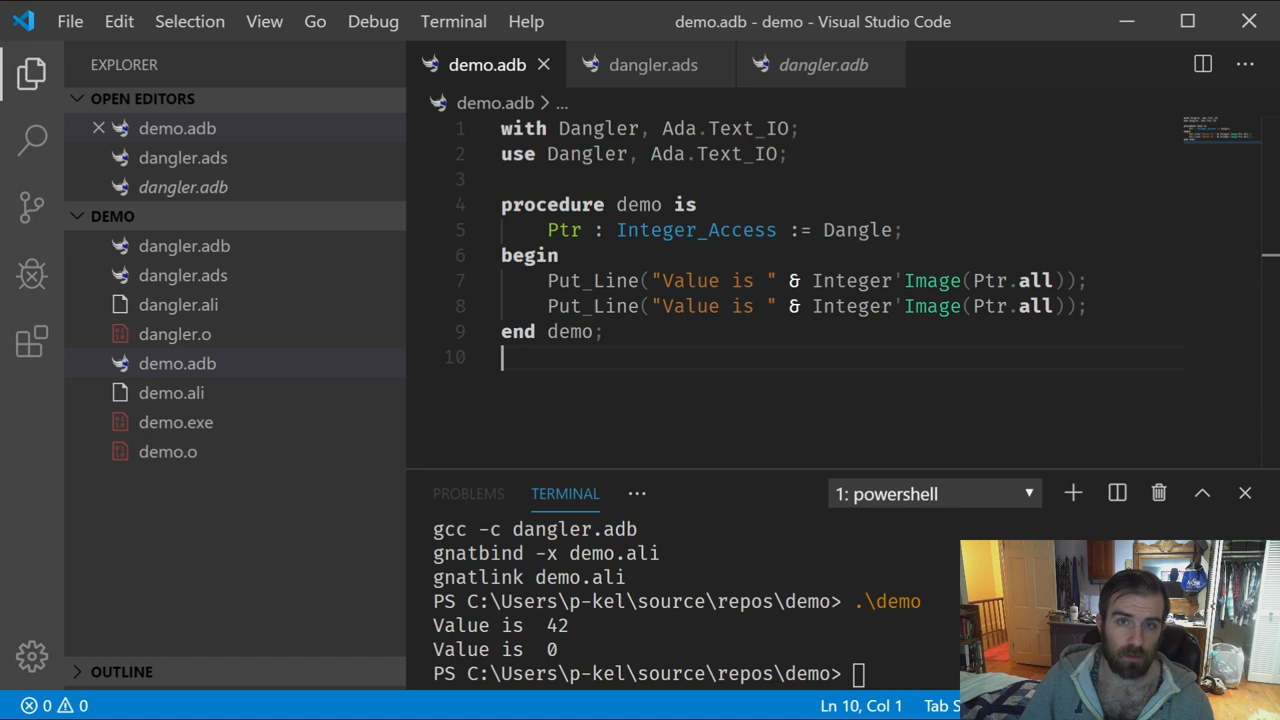 File Edit Selection View Go Debug Terminal Help demo.adb - demo - Visual Studio Code
EXPLORER
OPEN EDITORS
demo.adb
dangler.ads
dangler.adb
DEMO
dangler.adb
dangler.ads
dangler.ali
dangler.o
demo.adb
demo.ali
demo.exe
demo.o
OUTLINE
demo.adb dangler.ads dangler.adb
demo.adb > ...
1 with Dangler, Ada.Text_IO;
2 use Dangler, Ada.Text_IO;
3
4 procedure demo is
5 Ptr : Integer_Access := Dangle;
6 begin
7 Put_Line("Value is " & Integer'Image(Ptr.all));
8 Put_Line("Value is " & Integer'Image(Ptr.all));
9 end demo;
10
PROBLEMS TERMINAL ... 1: powershell
gcc -c dangler.adb
gnatbind -x demo.ali
gnatlink demo.ali
PS C:\Users\p-kel\source\repos\demo> .\demo
Value is  42
Value is  0
PS C:\Users\p-kel\source\repos\demo>
0 0 Ln 10, Col 1 Tab S